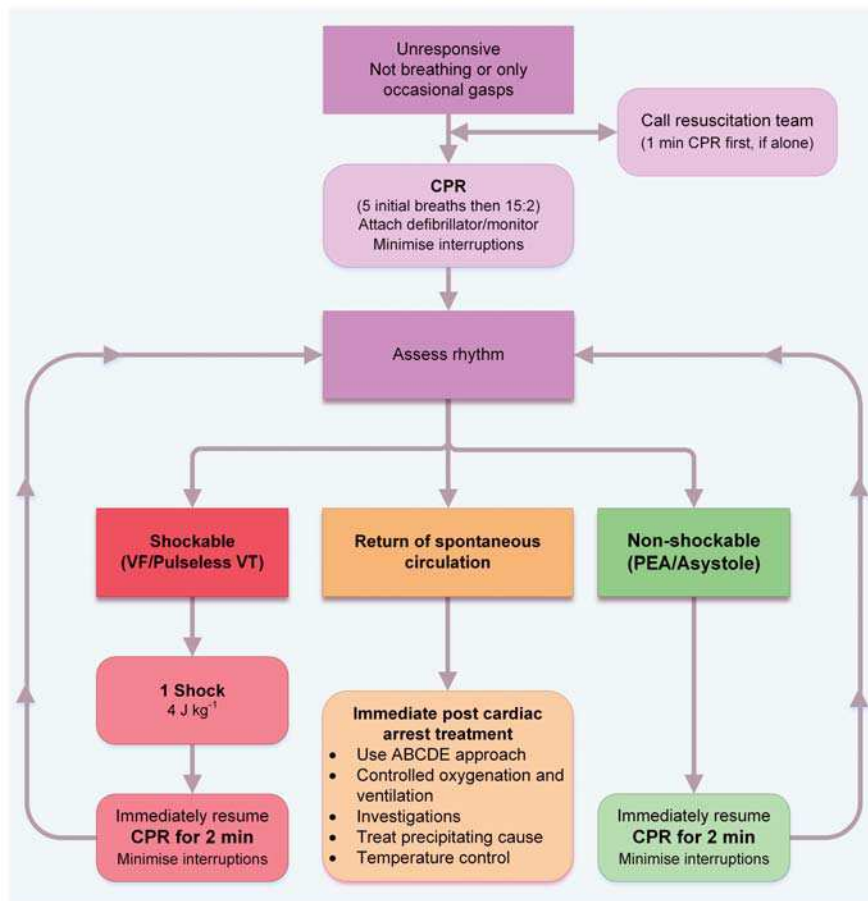 Unresponsive
Not breathing or only
occasional gasps
Call resuscitation team
(1 min CPR first, if alone)
CPR
(5 initial breaths then 15:2)
Attach defibrillator/monitor
Minimise interruptions
Assess rhythm
Shockable
(VF/Pulseless VT)
Return of spontaneous
circulation
Non-shockable
(PEA/Asystole)
1 Shock
4 J kg⁻¹
Immediate post cardiac
arrest treatment
• Use ABCDE approach
• Controlled oxygenation and
ventilation
• Investigations
• Treat precipitating cause
• Temperature control
Immediately resume
CPR for 2 min
Minimise interruptions
Immediately resume
CPR for 2 min
Minimise interruptions